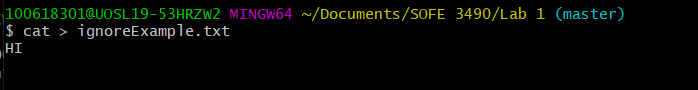 100618301@UOSL19-53HRZW2 MINGW64 ~/Documents/SOFE 3490/Lab 1 (master)
$ cat > ignoreExample.txt
HI